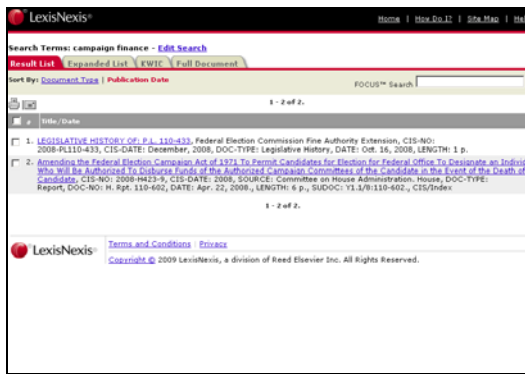 LexisNexis®
Home | How Do I? | Site Map | He
Search Terms: campaign finance - Edit Search
Result List Expanded List KWIC Full Document
Sort By: Document Type | Publication Date
FOCUS™ Search
1 - 2 of 2.
# Title/Date
1. LEGISLATIVE HISTORY OF: P.L. 110-433, Federal Election Commission Fine Authority Extension, CIS-NO:
2008-PL110-433, CIS-DATE: December, 2008, DOC-TYPE: Legislative History, DATE: Oct. 16, 2008, LENGTH: 1 p.
2. Amending the Federal Election Campaign Act of 1971 To Permit Candidates for Election for Federal Office To Designate an Individ
Who Will Be Authorized To Disburse Funds of the Authorized Campaign Committees of the Candidate in the Event of the Death of
Candidate, CIS-NO: 2008-H423-9, CIS-DATE: 2008, SOURCE: Committee on House Administration. House, DOC-TYPE:
Report, DOC-NO: H. Rpt. 110-602, DATE: Apr. 22, 2008., LENGTH: 6 p., SUDOC: Y1.1/8:110-602., CIS/Index
1 - 2 of 2.
LexisNexis®
Terms and Conditions | Privacy
Copyright © 2009 LexisNexis, a division of Reed Elsevier Inc. All Rights Reserved.